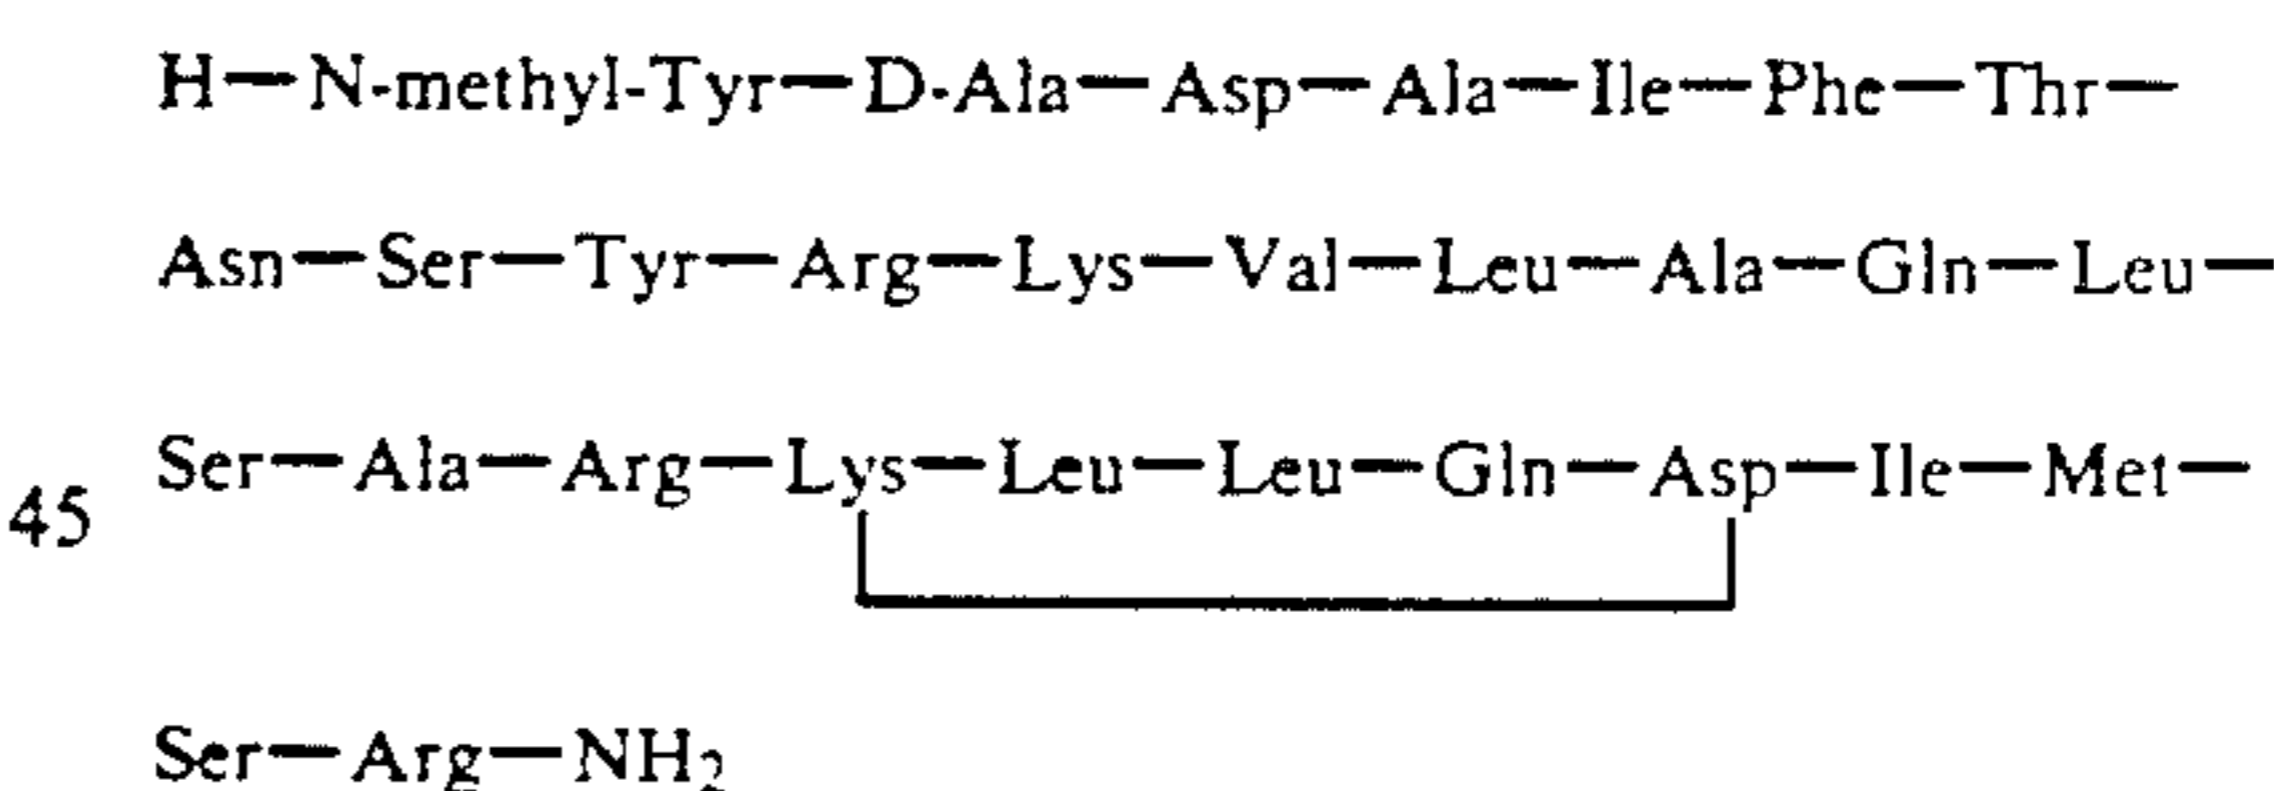 H—N-methyl-Tyr—D-Ala—Asp—Ala—Ile—Phe—Thr—
Asn—Ser—Tyr—Arg—Lys—Val—Leu—Ala—Gln—Leu—
Ser—Ala—Arg—Lys—Leu—Leu—Gln—Asp—Ile—Met—
45
Ser—Arg—NH2